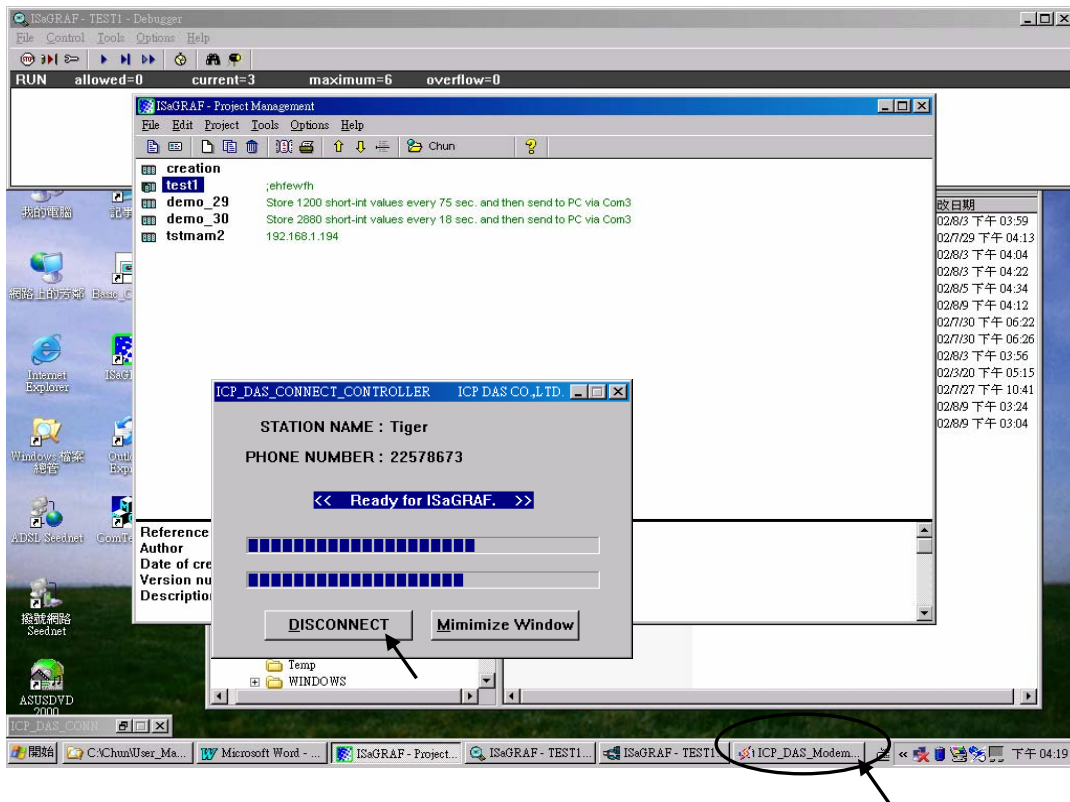 ISaGRAF - TEST1 - Debugger
File Control Tools Options Help
RUN allowed=0 current=3 maximum=6 overflow=0
ISaGRAF - Project Management
File Edit Project Tools Options Help
Chun
creation
test1 ;ehfewfh
demo_29 Store 1200 short-int values every 75 sec. and then send to PC via Com3
demo_30 Store 2880 short-int values every 18 sec. and then send to PC via Com3
tstmam2 192.168.1.194
改日期
02/8/3 下午 03:59
02/7/29 下午 04:13
02/8/3 下午 04:04
02/8/3 下午 04:22
02/8/5 下午 04:34
02/8/9 下午 04:12
02/7/30 下午 06:22
02/7/30 下午 06:26
02/8/3 下午 03:56
02/3/20 下午 05:15
02/7/27 下午 10:41
02/8/9 下午 03:24
02/8/9 下午 03:04
我的電腦
網路上的芳鄰
Basic_C
Internet
Explorer
ISaG
Windows 檔案
總管
Outl
Exp
ADSL Seednet
ComTe
撥號網路
Seednet
ASUSDVD
2000
ICP_DAS_CONNECT_CONTROLLER ICP DAS CO.,LTD.
STATION NAME : Tiger
PHONE NUMBER : 22578673
<< Ready for ISaGRAF. >>
DISCONNECT
Mimimize Window
Reference
Author
Date of cre
Version nu
Descriptio
Temp
WINDOWS
ICP_DAS_CONN
開始
C:\Chun\User_Ma...
Microsoft Word - ...
ISaGRAF - Project...
ISaGRAF - TEST1...
ISaGRAF - TEST1...
ICP_DAS_Modem...
«
下午 04:19